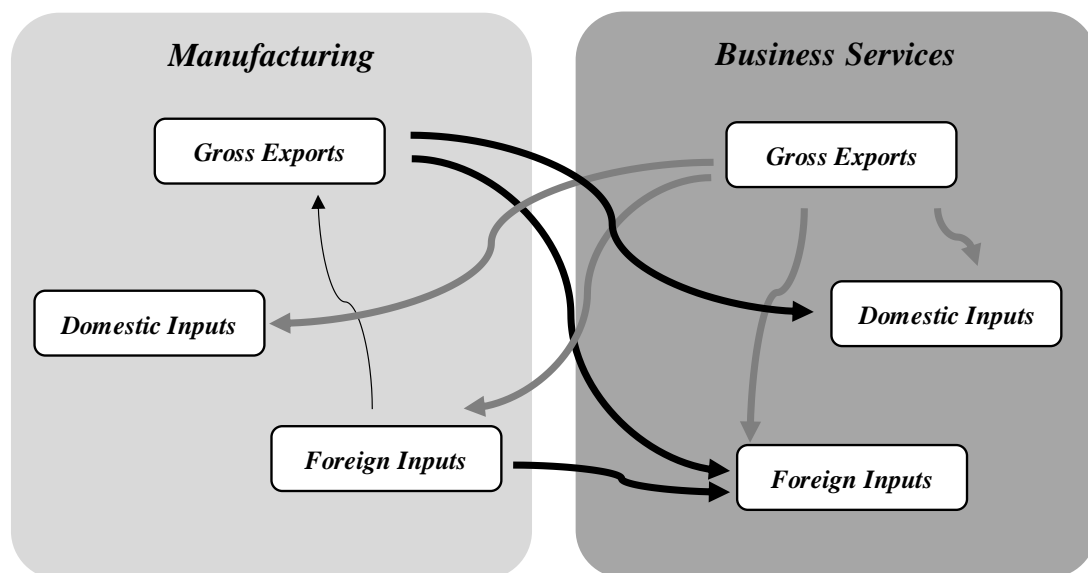 Manufacturing
Gross Exports
Domestic Inputs
Foreign Inputs
Business Services
Gross Exports
Domestic Inputs
Foreign Inputs